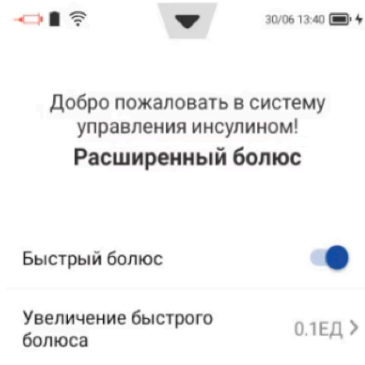 30/06 13:40
Добро пожаловать в систему
управления инсулином!
Расширенный болюс
Быстрый болюс
Увеличение быстрого
болюса
0.1ЕД